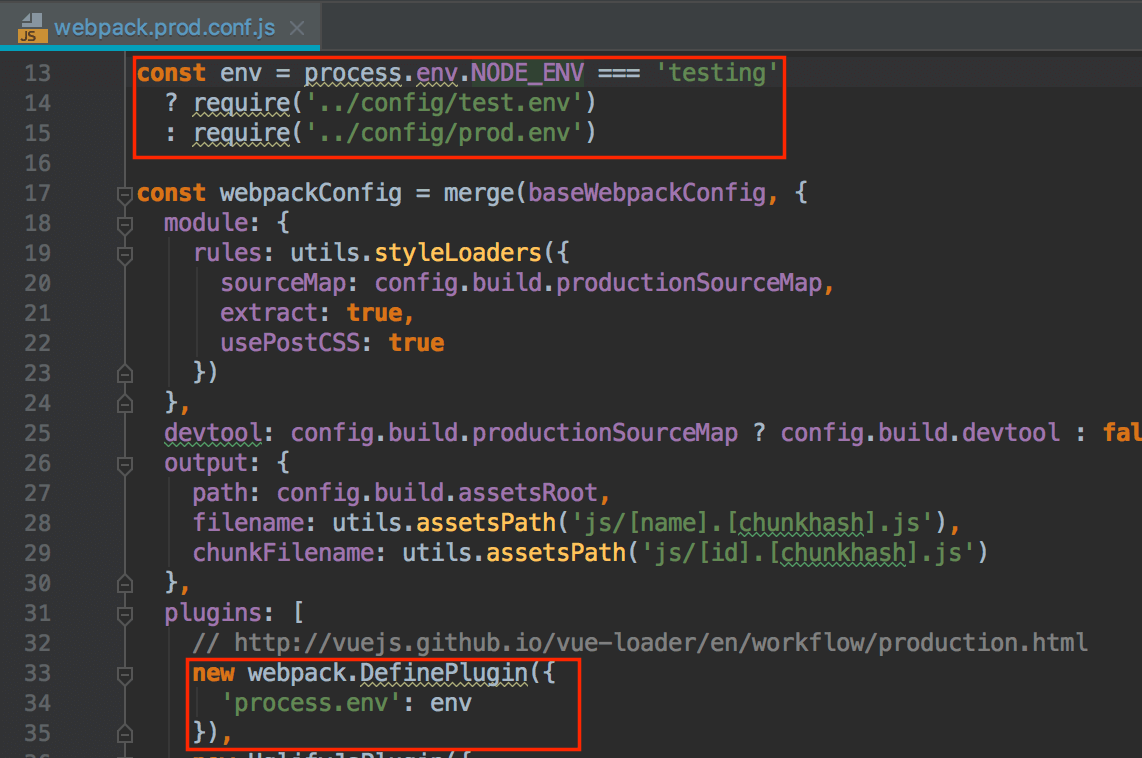 JS webpack.prod.conf.js
13 const env = process.env.NODE_ENV === 'testing'
14 ? require('../config/test.env')
15 : require('../config/prod.env')
16
17 const webpackConfig = merge(baseWebpackConfig, {
18 module: {
19 rules: utils.styleLoaders({
20 sourceMap: config.build.productionSourceMap,
21 extract: true,
22 usePostCSS: true
23 })
24 },
25 devtool: config.build.productionSourceMap ? config.build.devtool : fal
26 output: {
27 path: config.build.assetsRoot,
28 filename: utils.assetsPath('js/[name].[chunkhash].js'),
29 chunkFilename: utils.assetsPath('js/[id].[chunkhash].js')
30 },
31 plugins: [
32 // http://vuejs.github.io/vue-loader/en/workflow/production.html
33 new webpack.DefinePlugin({
34 'process.env': env
35 }),